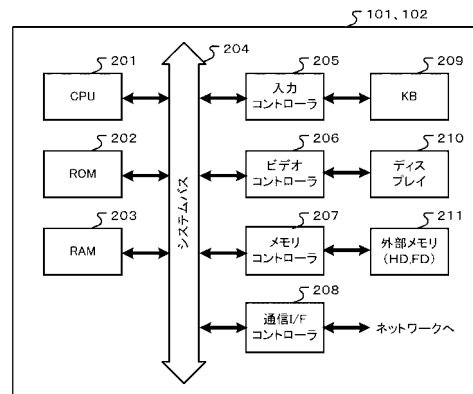 101、102
201
204
205
209
CPU
入力
コントローラ
KB
202
206
210
ROM
ビデオ
コントローラ
ディス
プレイ
203
システムバス
207
211
RAM
メモリ
コントローラ
外部メモリ
(HD,FD)
208
通信I/F
コントローラ
ネットワークへ